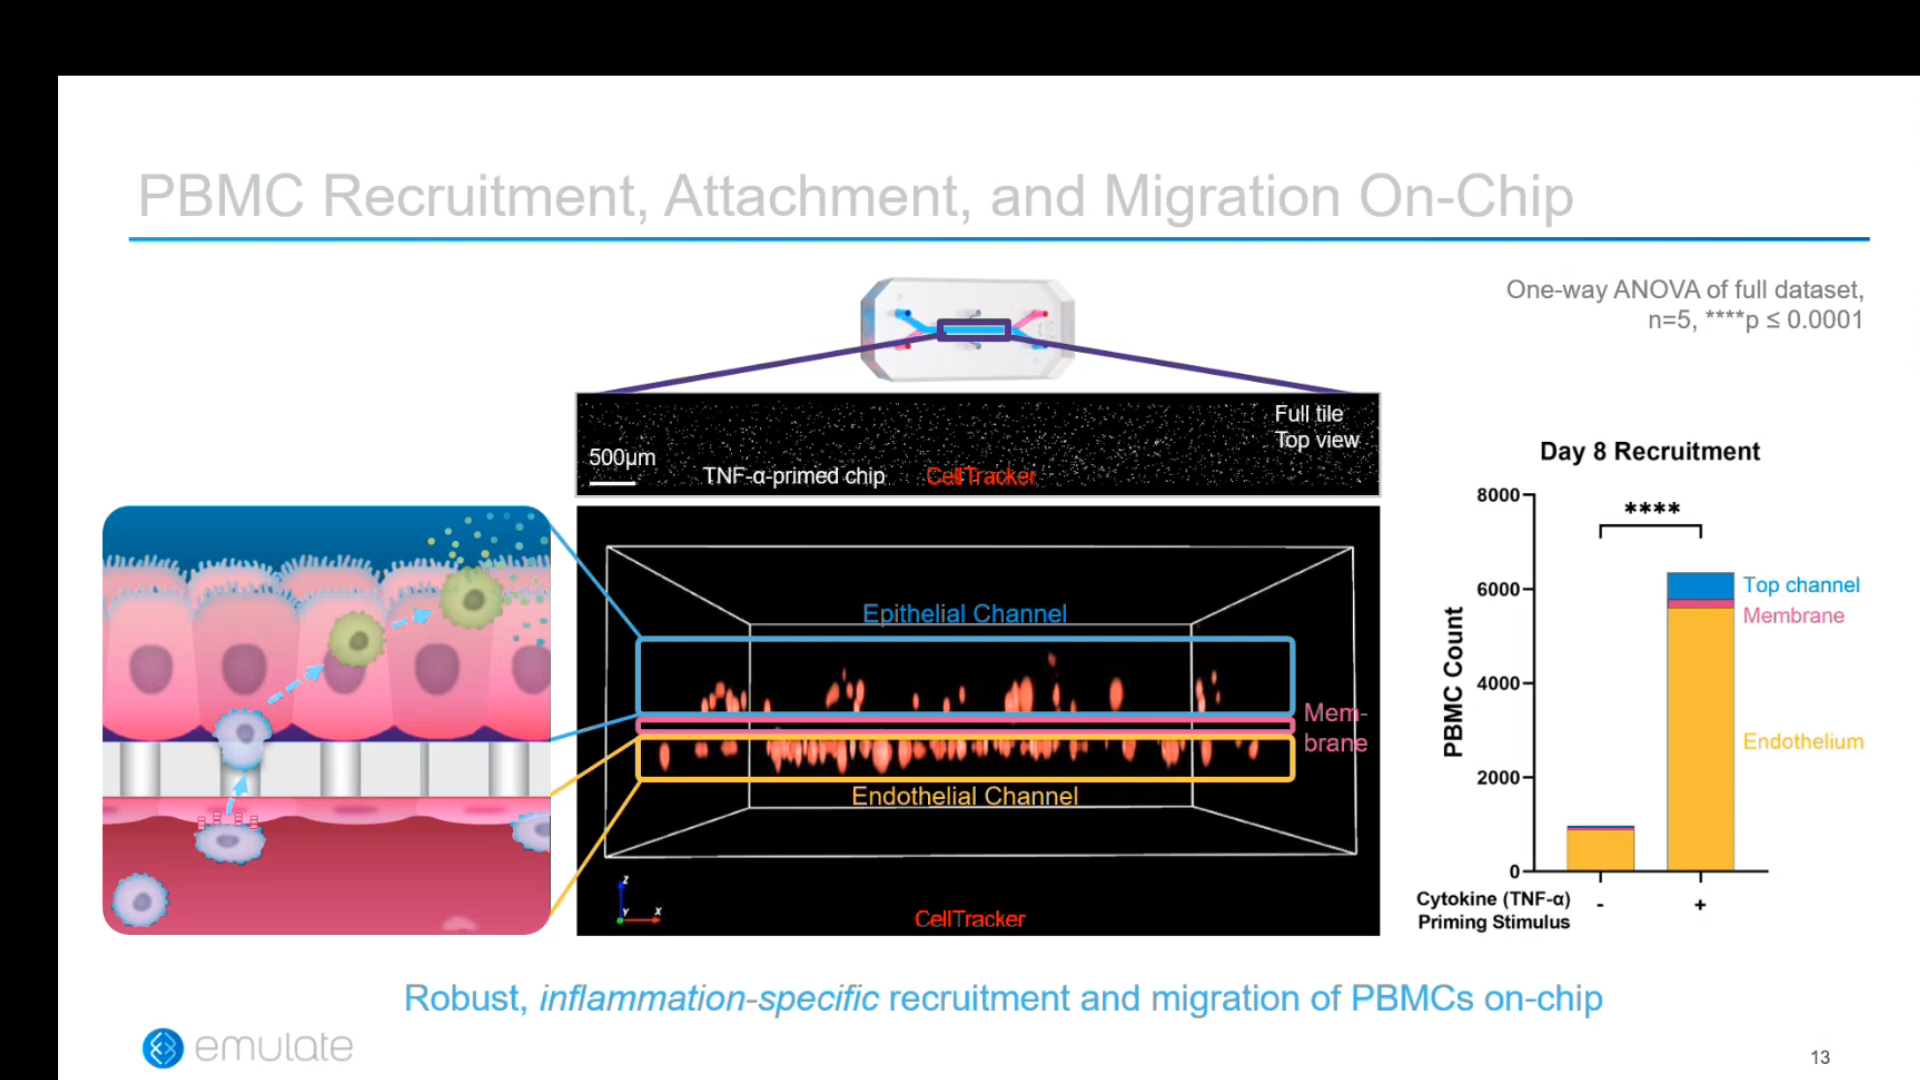 PBMC Recruitment, Attachment, and Migration On-Chip
One-way ANOVA of full dataset,
n=5, ****p ≤ 0.0001
Full tile
Top view
500µm
TNF-α-primed chip
CellTracker
Epithelial Channel
Mem-
brane
Endothelial Channel
Z
Y
X
CellTracker
Day 8 Recruitment
8000
6000
4000
2000
0
PBMC Count
****
Top channel
Membrane
Endothelium
Cytokine (TNF-α)
Priming Stimulus
-
+
Robust, inflammation-specific recruitment and migration of PBMCs on-chip
emulate
13